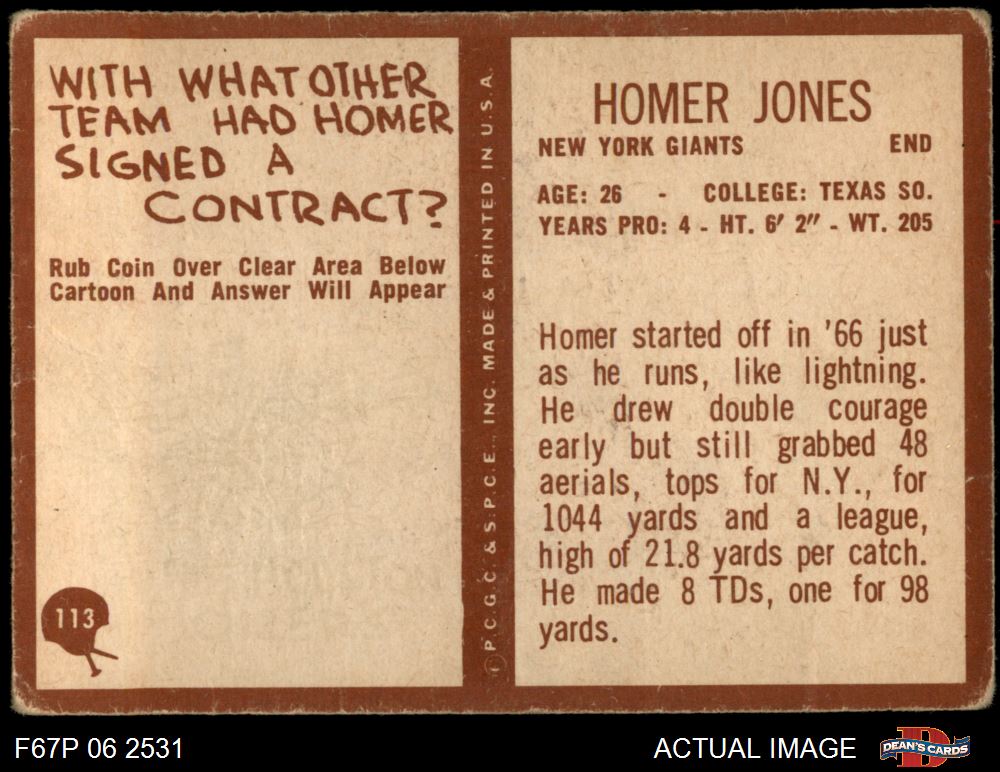 WITH WHAT OTHER
TEAM HAD HOMER
SIGNED A
CONTRACT?
Rub Coin Over Clear Area Below
Cartoon And Answer Will Appear
113
© P.C.G.C. & S.P.C.E., INC. MADE & PRINTED IN U.S.A.
HOMER JONES
NEW YORK GIANTS END
AGE: 26 - COLLEGE: TEXAS SO.
YEARS PRO: 4 - HT. 6' 2" - WT. 205
Homer started off in '66 just
as he runs, like lightning.
He drew double courage
early but still grabbed 48
aerials, tops for N.Y., for
1044 yards and a league,
high of 21.8 yards per catch.
He made 8 TDs, one for 98
yards.
F67P 06 2531
ACTUAL IMAGE
D
DEAN'S CARDS